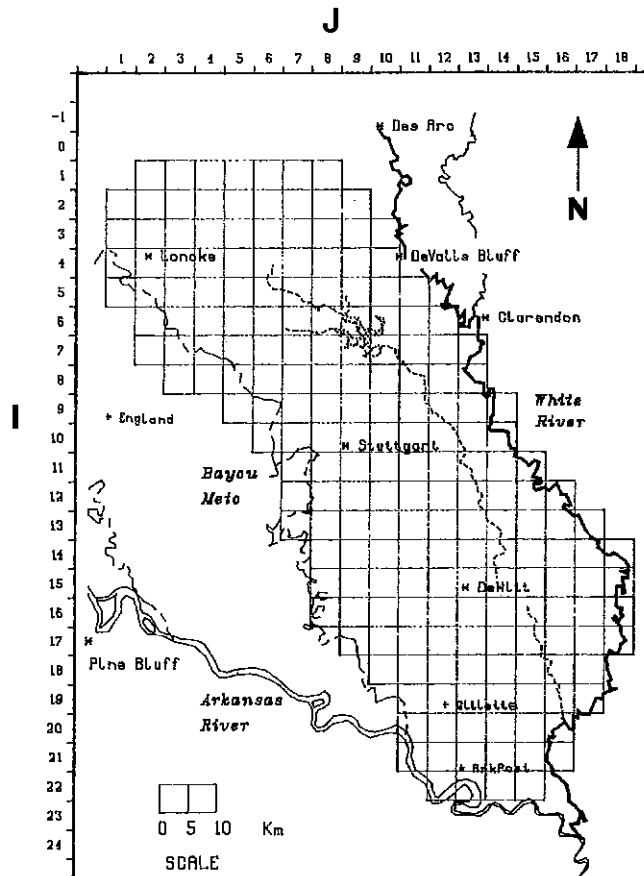 J
1 2 3 4 5 6 7 8 9 10 11 12 13 14 15 16 17 18
-1
0
1
2
3
4
5
6
7
8
9
10
11
12
13
14
15
16
17
18
19
20
21
22
23
24
I
Des Arc
N
Lonoke
DeValls Bluff
Clarendon
England
White
River
Stuttgart
Bayou
Meto
DeWitt
Pine Bluff
Arkansas
River
Gillette
ArkPost
0 5 10 Km
SCALE